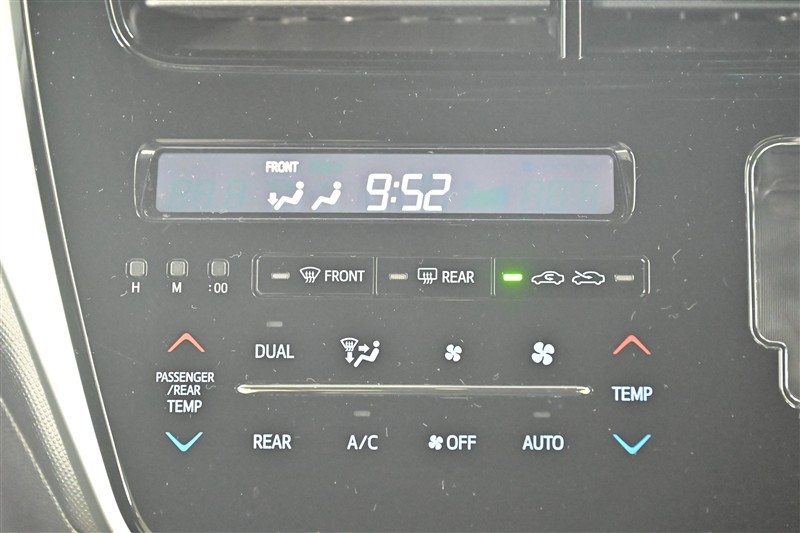 FRONT
9:52
H M :00
FRONT REAR
DUAL
PASSENGER
/REAR
TEMP
TEMP
REAR A/C OFF AUTO